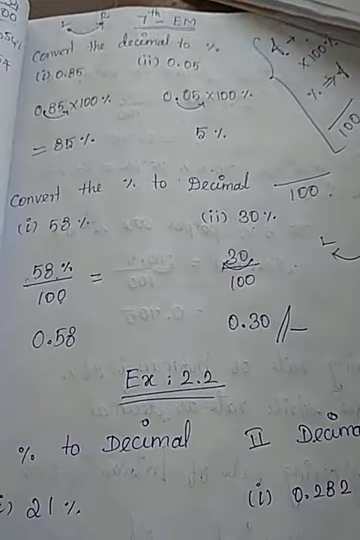 L R 7th - EM
Convert the decimal to %
(i) 0.85 (ii) 0.05
0.85 x 100% 0.05 x 100%
= 85% 5%
x 100%
% ⇒
100
Convert the % to Decimal 100
(i) 58% (ii) 30%
58% / 100 = 30 / 100
0.58 0.30 //
Ex : 2.2
% to Decimal II Decima
i) 21% (i) 0.282